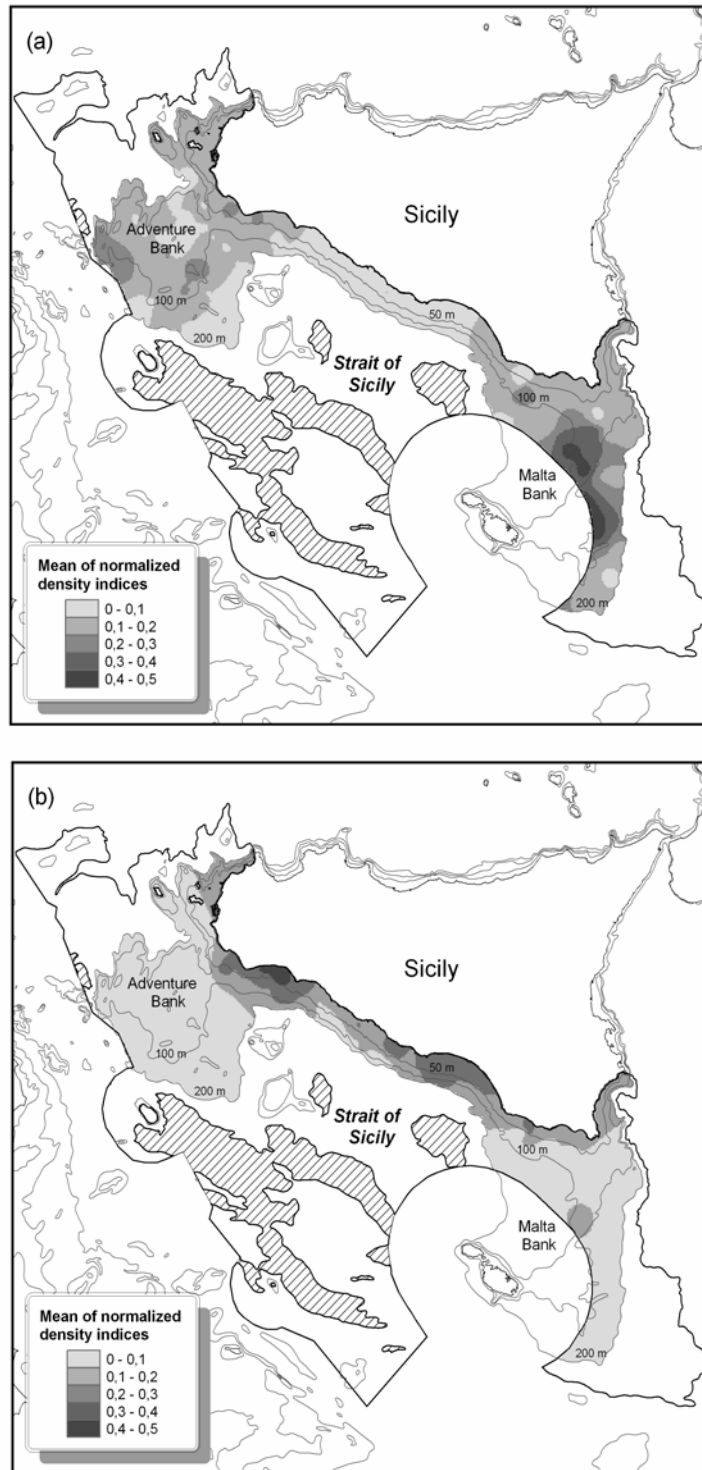 (a)
Sicily
Adventure
Bank
100 m
200 m
50 m
Strait of
Sicily
100 m
Malta
Bank
200 m
Mean of normalized
density indices
0 - 0,1
0,1 - 0,2
0,2 - 0,3
0,3 - 0,4
0,4 - 0,5
(b)
Sicily
Adventure
Bank
100 m
200 m
50 m
Strait of
Sicily
100 m
Malta
Bank
200 m
Mean of normalized
density indices
0 - 0,1
0,1 - 0,2
0,2 - 0,3
0,3 - 0,4
0,4 - 0,5